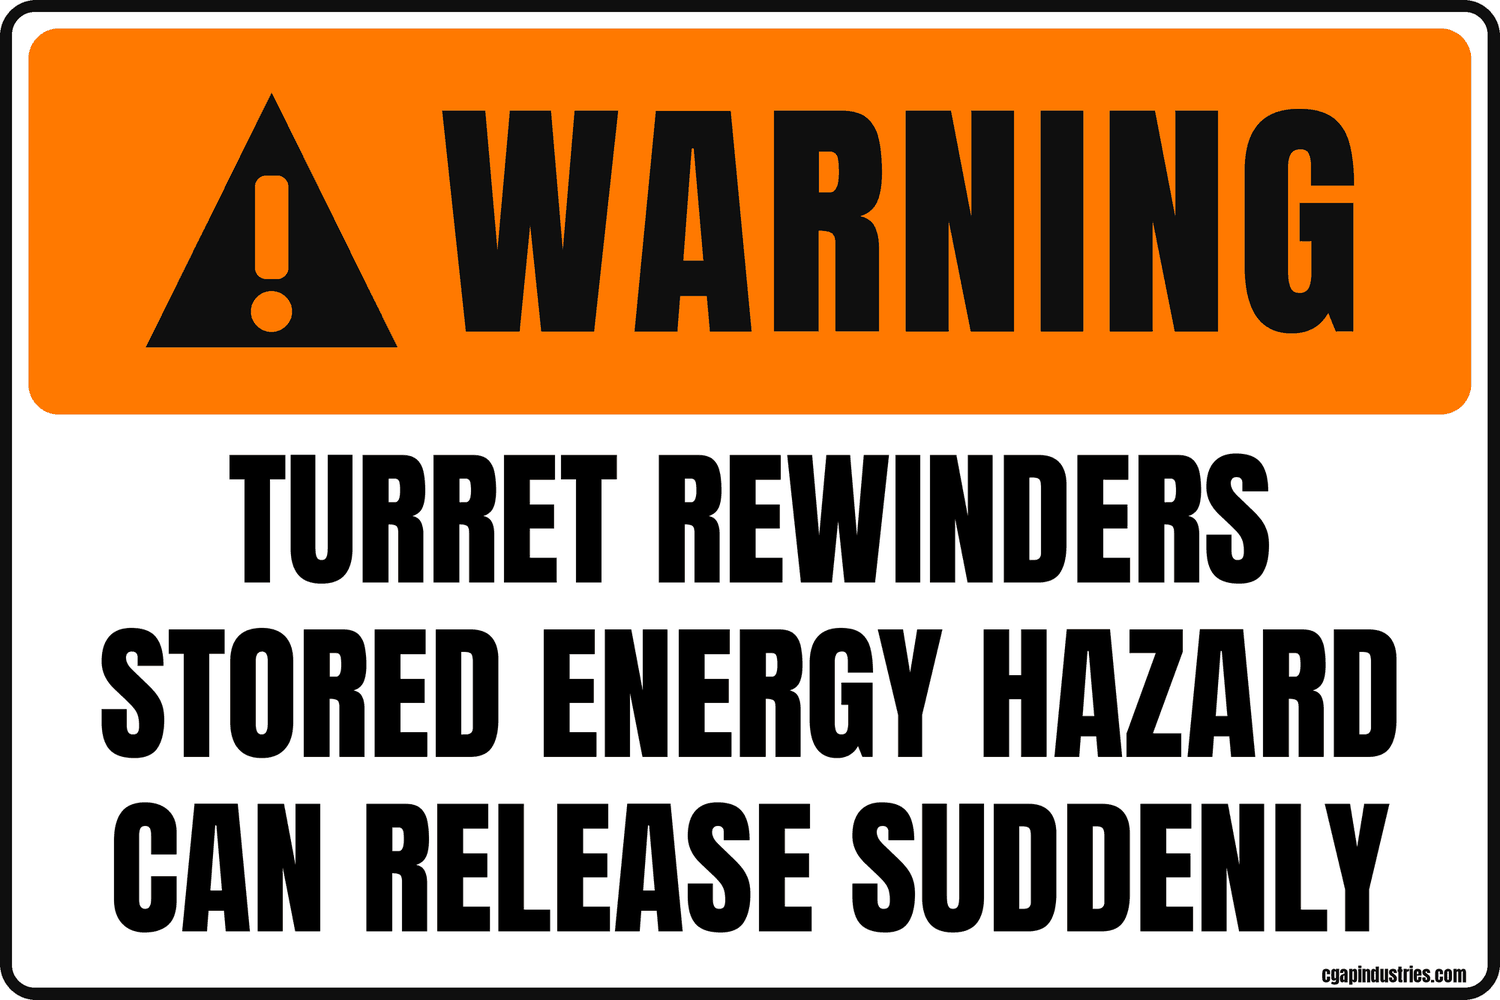 WARNING
TURRET REWINDERS
STORED ENERGY HAZARD
CAN RELEASE SUDDENLY
cgapindustries.com